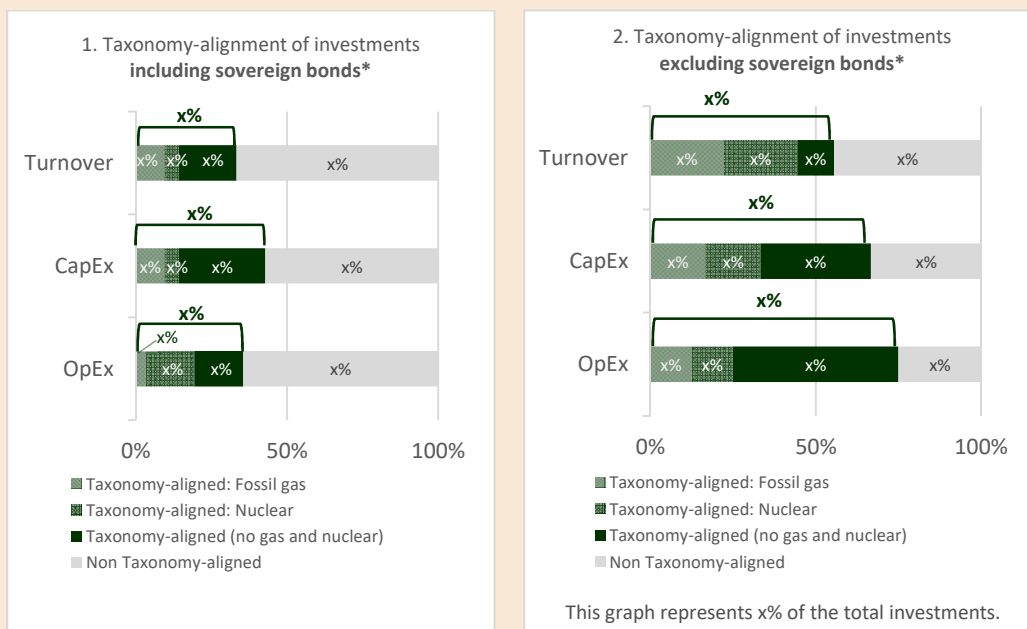 1. Taxonomy-alignment of investments
including sovereign bonds*
x%
Turnover
x% x% x% x%
x%
CapEx
x% x% x% x%
x%
x%
OpEx
x% x% x%
0% 50% 100%
Taxonomy-aligned: Fossil gas
Taxonomy-aligned: Nuclear
Taxonomy-aligned (no gas and nuclear)
Non Taxonomy-aligned
2. Taxonomy-alignment of investments
excluding sovereign bonds*
x%
Turnover
x% x% x% x%
x%
CapEx
x% x% x% x%
x%
OpEx
x% x% x% x%
0% 50% 100%
Taxonomy-aligned: Fossil gas
Taxonomy-aligned: Nuclear
Taxonomy-aligned (no gas and nuclear)
Non Taxonomy-aligned
This graph represents x% of the total investments.